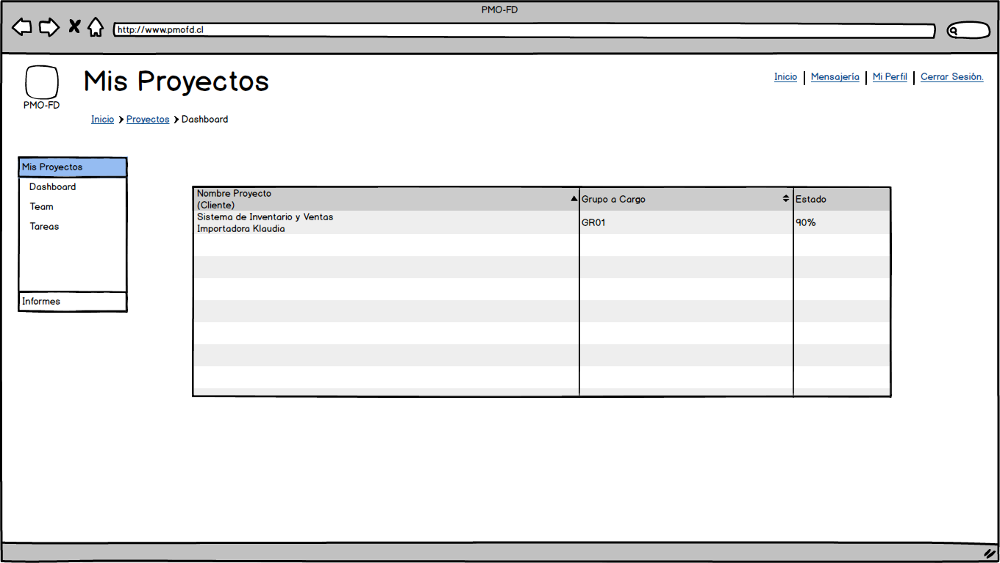 PMO-FD
http://www.pmofd.cl
Mis Proyectos
Inicio Mensajería Mi Perfil Cerrar Sesión.
PMO-FD
Inicio Proyectos Dashboard
Mis Proyectos
Dashboard
Team
Tareas
Informes
Nombre Proyecto
(Cliente)
Grupo a Cargo
Estado
Sistema de Inventario y Ventas
Importadora Klaudia
GR01
90%